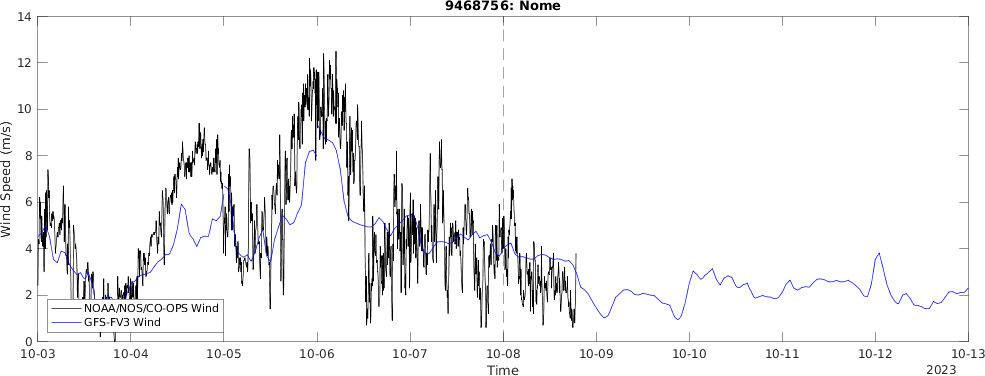 9468756: Nome
Wind Speed (m/s)
14
12
10
8
6
4
2
0
NOAA/NOS/CO-OPS Wind
GFS-FV3 Wind
10-03 10-04 10-05 10-06 10-07 10-08 10-09 10-10 10-11 10-12 10-13
Time
2023